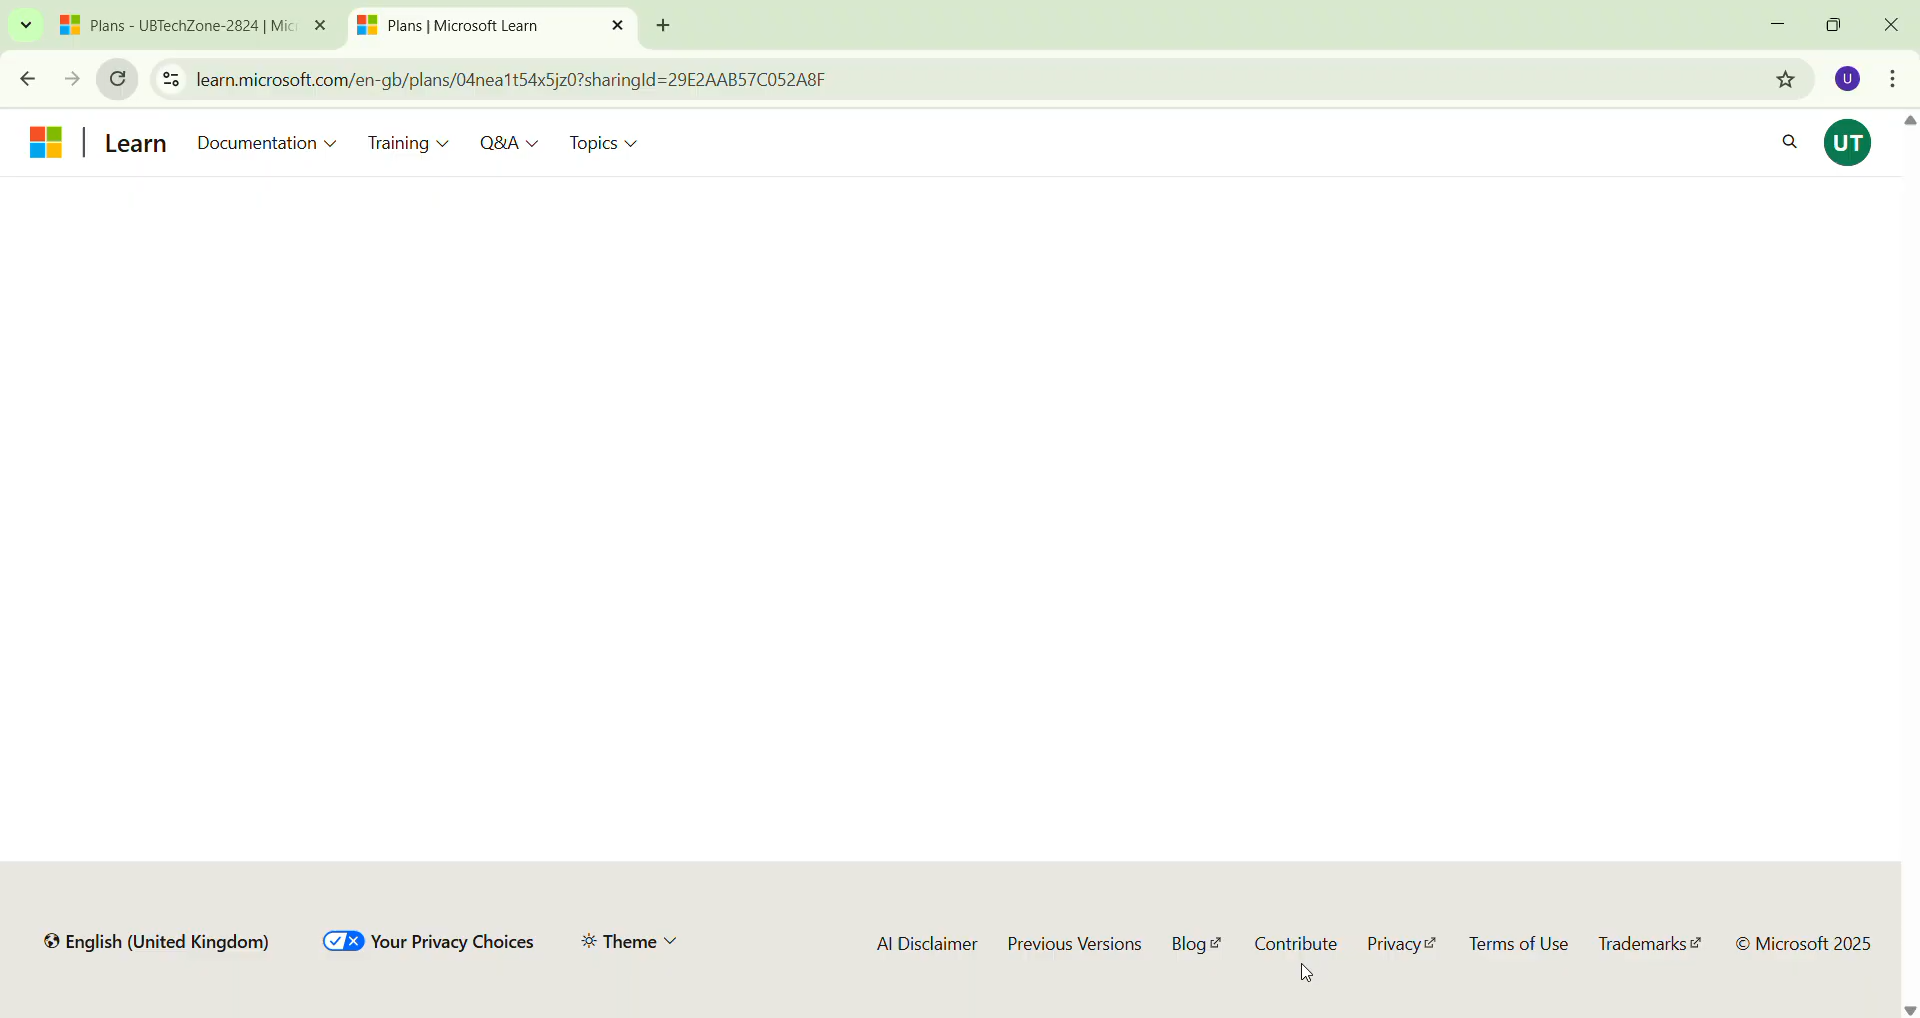 Plans - UBTechZone-2824 | Mic
Plans | Microsoft Learn
learn.microsoft.com/en-gb/plans/04nea1t54x5jz0?sharingId=29E2AAB57C052A8F
U
Learn Documentation Training Q&A Topics
UT
English (United Kingdom) Your Privacy Choices Theme AI Disclaimer Previous Versions Blog Contribute Privacy Terms of Use Trademarks © Microsoft 2025